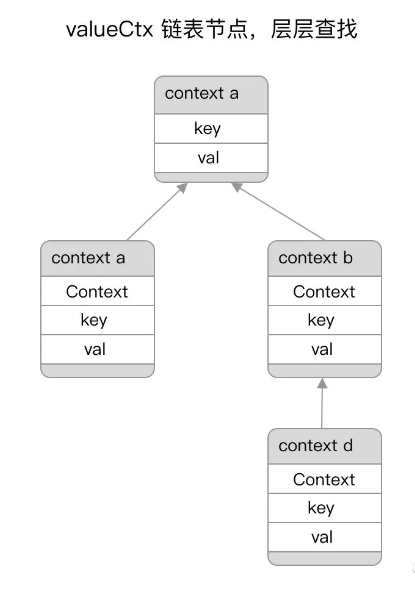 valueCtx 链表节点，层层查找
context a
key
val
context a
Context
key
val
context b
Context
key
val
context d
Context
key
val